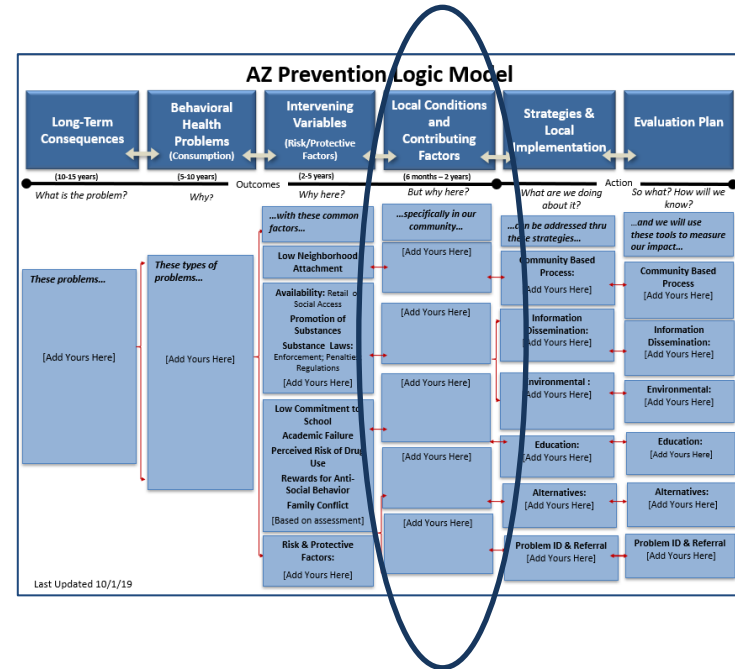 AZ Prevention Logic Model
Long-Term
Consequences
Behavioral
Health
Problems
(Consumption)
Intervening
Variables
(Risk/Protective
Factors)
Local Conditions
and
Contributing
Factors
Strategies &
Local
Implementation
Evaluation Plan
(10-15 years)
(5-10 years)
Outcomes
(2-5 years)
(6 months – 2 years)
Action
What is the problem?
Why?
Why here?
But why here?
What are we doing
about it?
So what? How will we
know?
These problems…
[Add Yours Here]
These types of
problems…
[Add Yours Here]
…with these common
factors…
Low Neighborhood
Attachment
Availability: Retail or
Social Access
Promotion of
Substances
Substance Laws:
Enforcement; Penalties;
Regulations
[Add Yours Here]
Low Commitment to
School
Academic Failure
Perceived Risk of Drug
Use
Rewards for Anti-
Social Behavior
Family Conflict
[Based on assessment]
Risk & Protective
Factors:
[Add Yours Here]
…specifically in our
community…
[Add Yours Here]
[Add Yours Here]
[Add Yours Here]
[Add Yours Here]
[Add Yours Here]
…can be addressed thru
these strategies…
Community Based
Process:
[Add Yours Here]
Information
Dissemination:
[Add Yours Here]
Environmental :
[Add Yours Here]
Education:
[Add Yours Here]
Alternatives:
[Add Yours Here]
Problem ID & Referral
[Add Yours Here]
…and we will use
these tools to measure
our impact…
Community Based
Process
[Add Yours Here]
Information
Dissemination:
[Add Yours Here]
Environmental:
[Add Yours Here]
Education:
[Add Yours Here]
Alternatives:
[Add Yours Here]
Problem ID & Referral
[Add Yours Here]
Last Updated 10/1/19